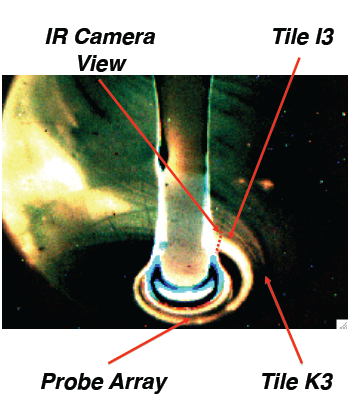 IR Camera
View
Tile I3
Probe Array
Tile K3